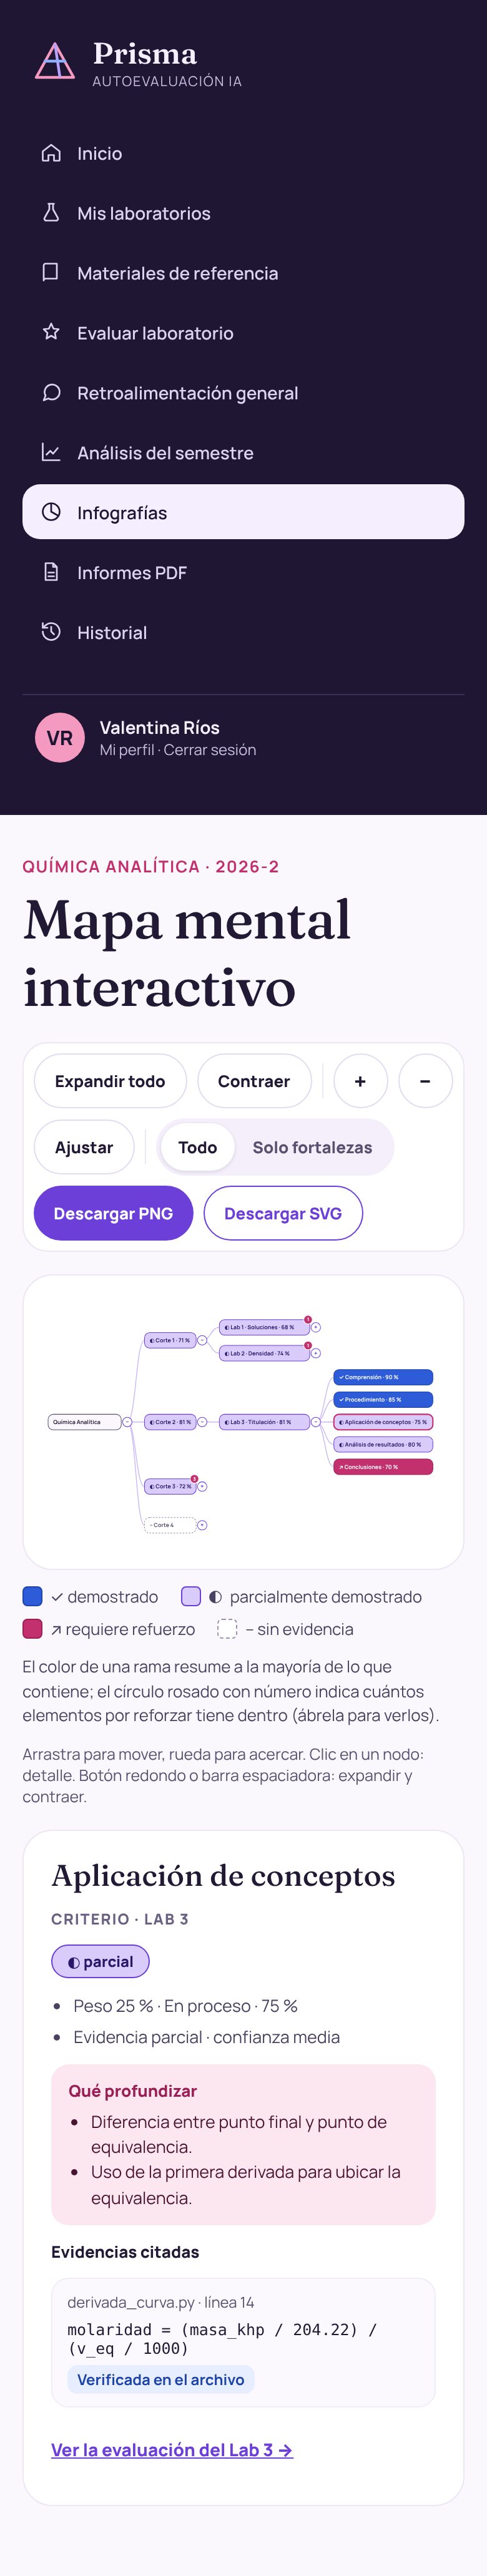 Prisma
AUTOEVALUACIÓN IA
Inicio
Mis laboratorios
Materiales de referencia
Evaluar laboratorio
Retroalimentación general
Análisis del semestre
Infografías
Informes PDF
Historial
VR
Valentina Ríos
Mi perfil · Cerrar sesión
QUÍMICA ANALÍTICA · 2026-2
Mapa mental
interactivo
Expandir todo
Contraer
+
−
Ajustar
Todo
Solo fortalezas
Descargar PNG
Descargar SVG
Química Analítica
◐ Corte 1 · 71 %
◐ Lab 1 · Soluciones · 68 %
1
◐ Lab 2 · Densidad · 74 %
1
◐ Corte 2 · 81 %
◐ Lab 3 · Titulación · 81 %
✓ Comprensión · 90 %
✓ Procedimiento · 85 %
◐ Aplicación de conceptos · 75 %
◐ Análisis de resultados · 80 %
↗ Conclusiones · 70 %
◐ Corte 3 · 72 %
2
– Corte 4
✓ demostrado
◐ parcialmente demostrado
↗ requiere refuerzo
– sin evidencia
El color de una rama resume a la mayoría de lo que
contiene; el círculo rosado con número indica cuántos
elementos por reforzar tiene dentro (ábrela para verlos).
Arrastra para mover, rueda para acercar. Clic en un nodo:
detalle. Botón redondo o barra espaciadora: expandir y
contraer.
Aplicación de conceptos
CRITERIO · LAB 3
◐ parcial
• Peso 25 % · En proceso · 75 %
• Evidencia parcial · confianza media
Qué profundizar
• Diferencia entre punto final y punto de
equivalencia.
• Uso de la primera derivada para ubicar la
equivalencia.
Evidencias citadas
derivada_curva.py · línea 14
molaridad = (masa_khp / 204.22) /
(v_eq / 1000)
Verificada en el archivo
Ver la evaluación del Lab 3 →